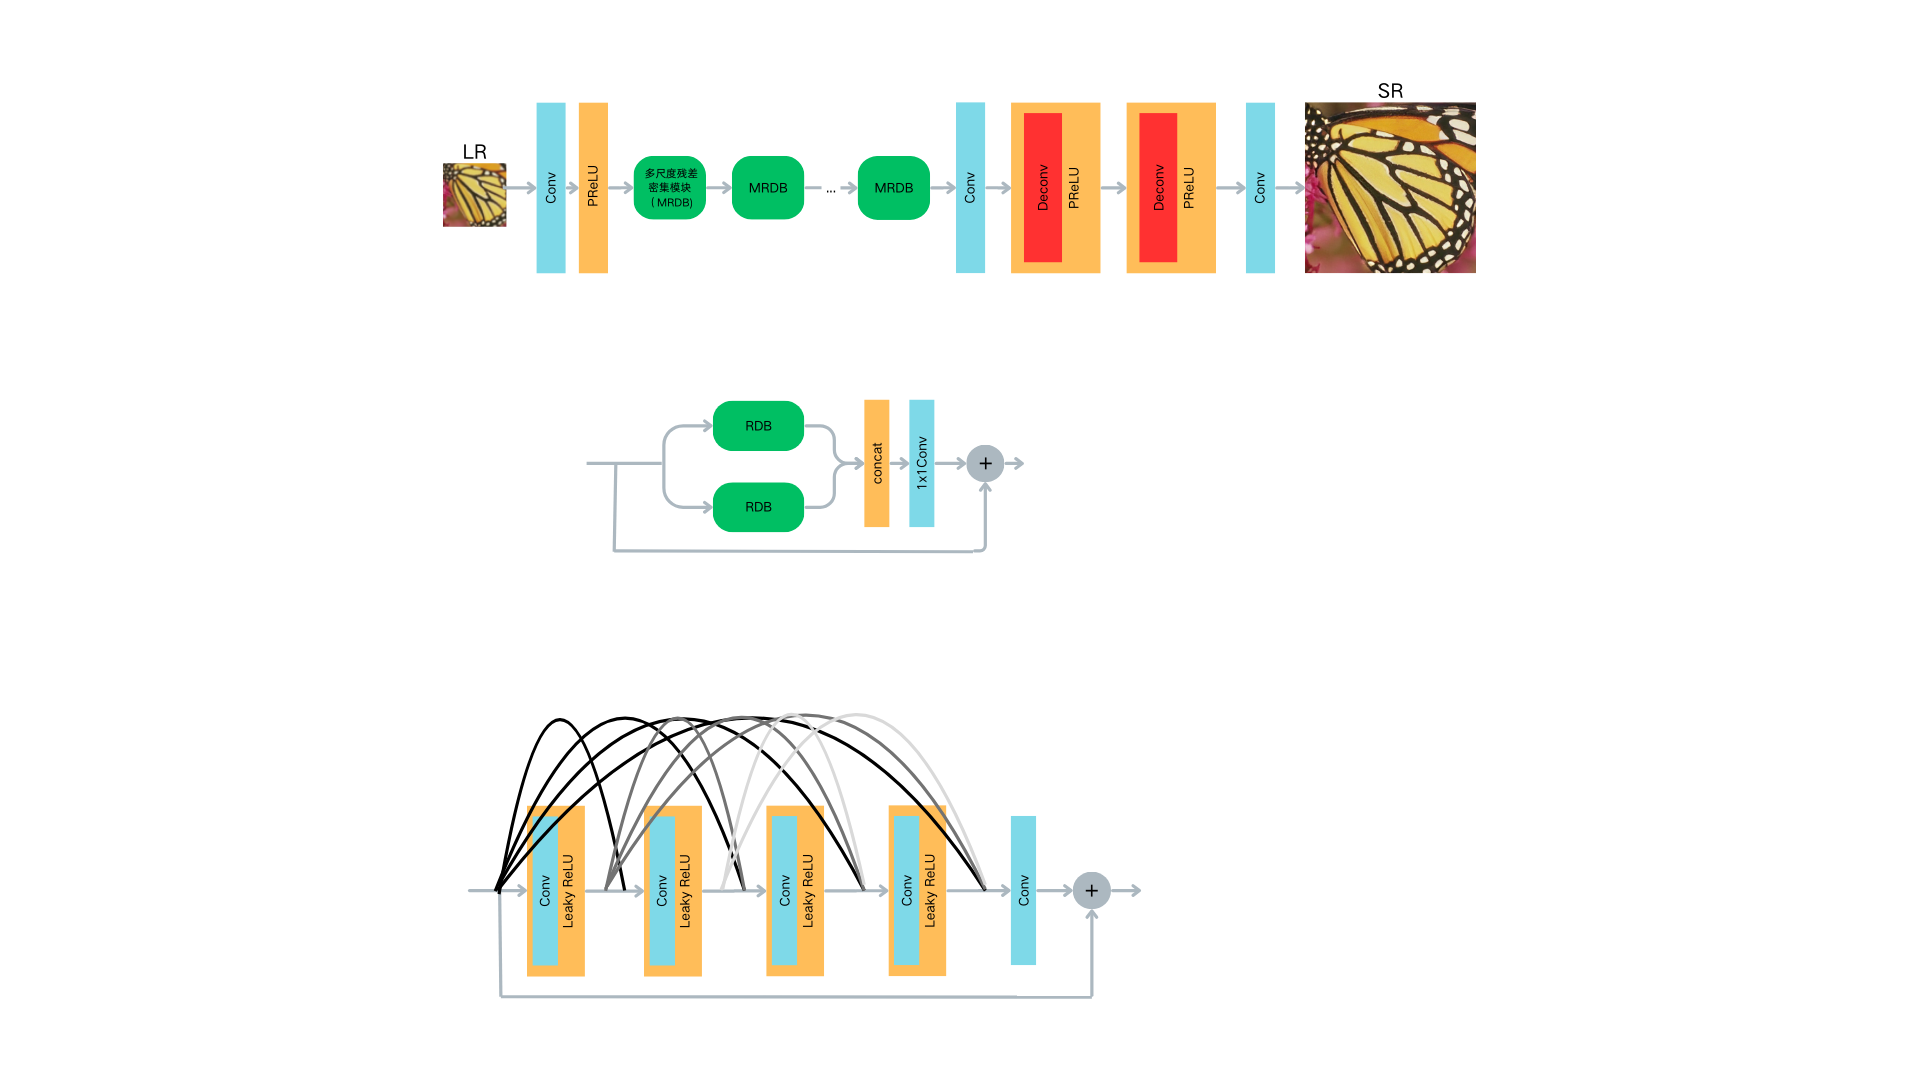 LR
SR
Conv
PReLU
多尺度残差
密集模块
( MRDB)
MRDB
...
MRDB
Conv
Deconv
PReLU
Deconv
PReLU
Conv
RDB
RDB
concat
1x1Conv
+
Conv
Leaky ReLU
Conv
Leaky ReLU
Conv
Leaky ReLU
Conv
Leaky ReLU
Conv
+